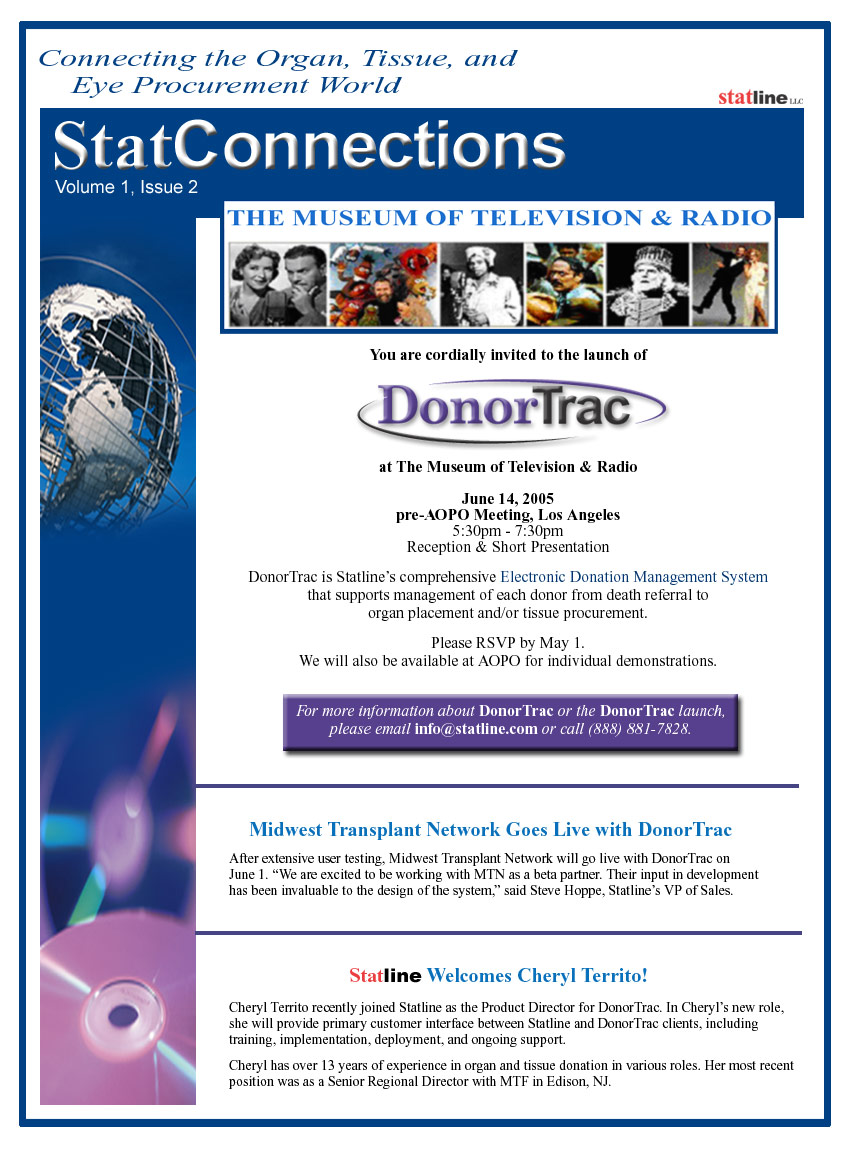 Connecting the Organ, Tissue, and
Eye Procurement World
statline LLC
StatConnections
Volume 1, Issue 2
THE MUSEUM OF TELEVISION & RADIO
You are cordially invited to the launch of
DonorTrac
at The Museum of Television & Radio
June 14, 2005
pre-AOPO Meeting, Los Angeles
5:30pm - 7:30pm
Reception & Short Presentation
DonorTrac is Statline’s comprehensive Electronic Donation Management System
that supports management of each donor from death referral to
organ placement and/or tissue procurement.
Please RSVP by May 1.
We will also be available at AOPO for individual demonstrations.
For more information about DonorTrac or the DonorTrac launch,
please email info@statline.com or call (888) 881-7828.
Midwest Transplant Network Goes Live with DonorTrac
After extensive user testing, Midwest Transplant Network will go live with DonorTrac on
June 1. “We are excited to be working with MTN as a beta partner. Their input in development
has been invaluable to the design of the system,” said Steve Hoppe, Statline’s VP of Sales.
Statline Welcomes Cheryl Territo!
Cheryl Territo recently joined Statline as the Product Director for DonorTrac. In Cheryl’s new role,
she will provide primary customer interface between Statline and DonorTrac clients, including
training, implementation, deployment, and ongoing support.
Cheryl has over 13 years of experience in organ and tissue donation in various roles. Her most recent
position was as a Senior Regional Director with MTF in Edison, NJ.